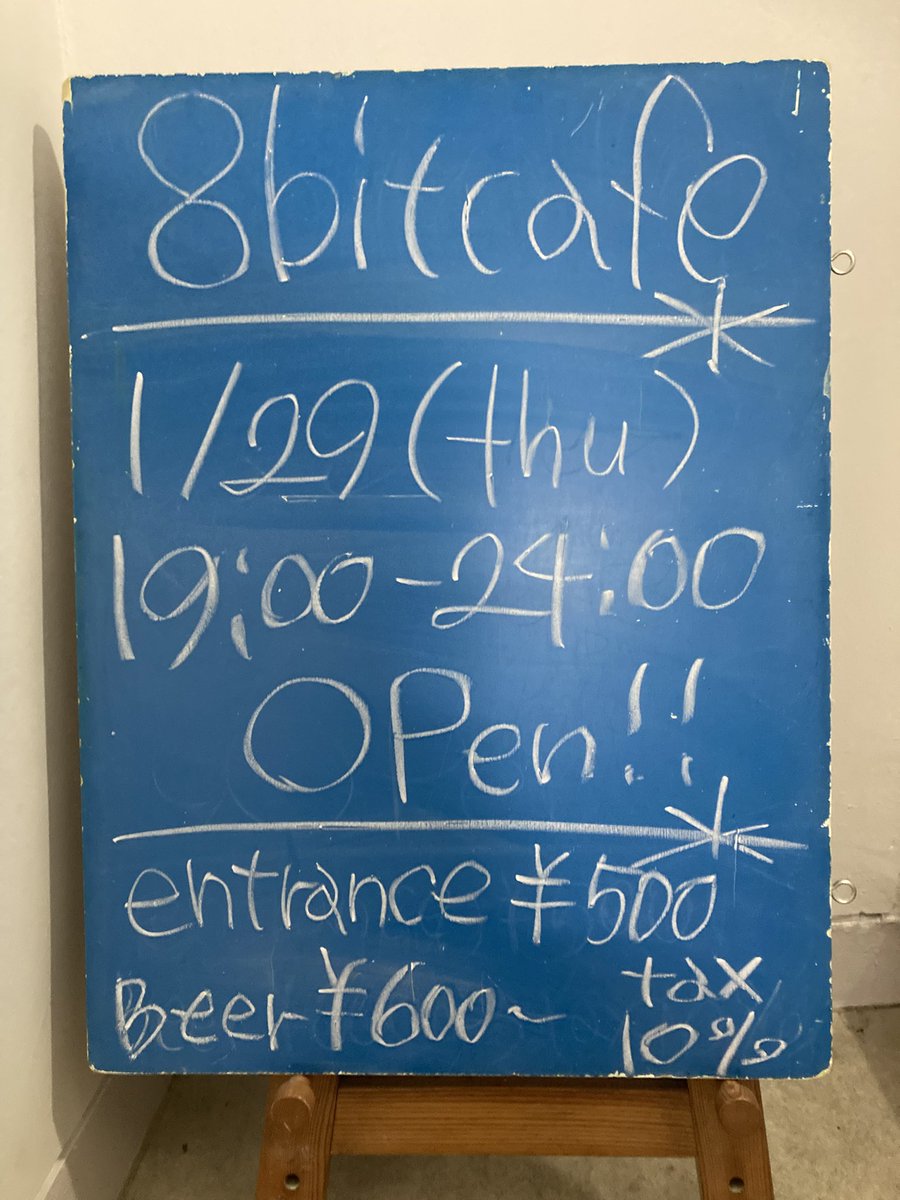 8bitcafe
1/29(thu)
19:00-24:00
OPen!!
entrance ¥500
Beer ¥600~
tax
10%